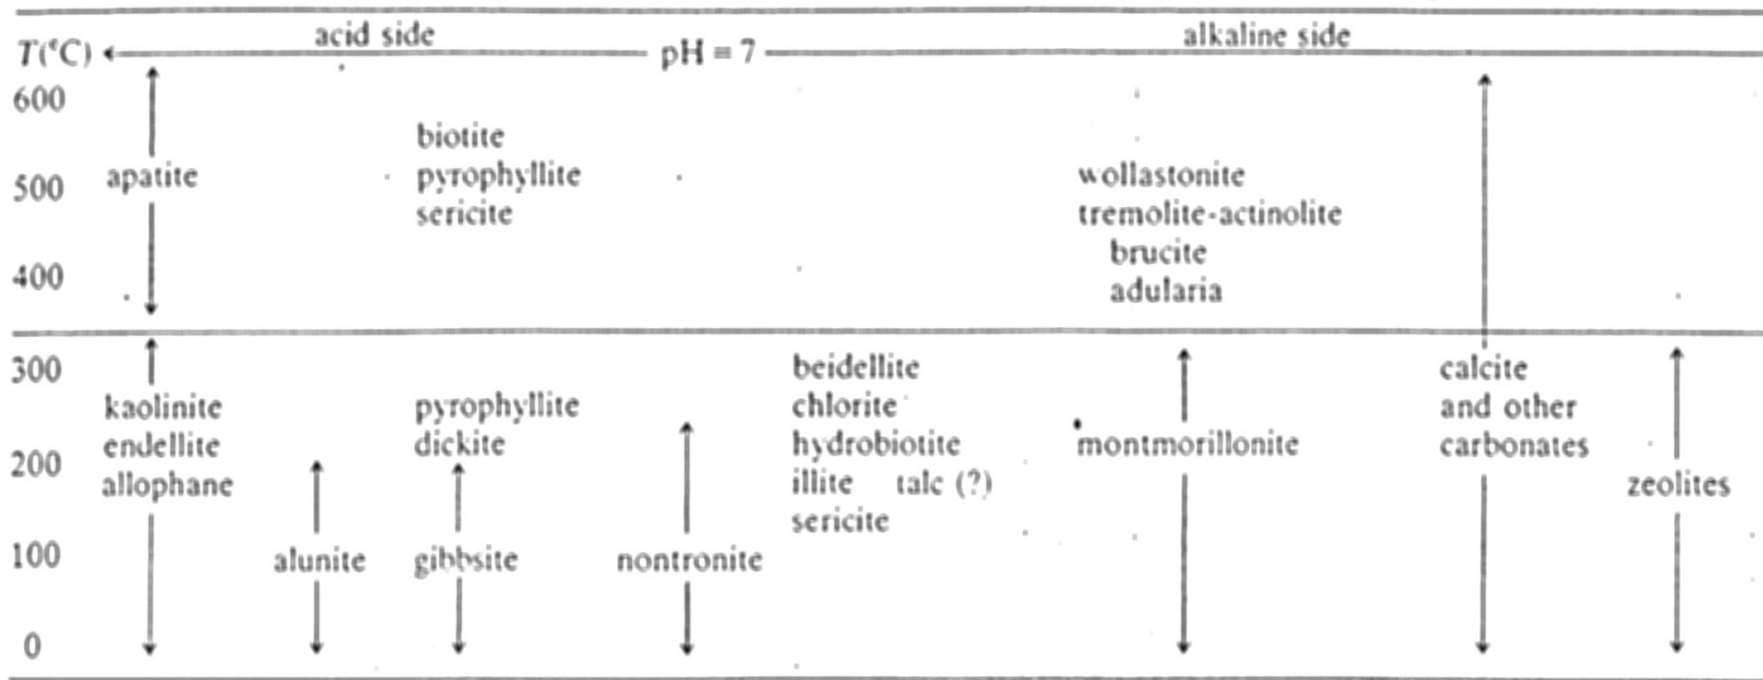 acid side alkaline side
T(°C) pH = 7
600
biotite
apatite 500 pyrophyllite wollastonite
sericite tremolite-actinolite
brucite
400 adularia
300 beidellite calcite
kaolinite pyrophyllite chlorite and other
endellite dickite hydrobiotite montmorillonite carbonates
200
allophane illite talc (?) zeolites
sericite
100 alunite gibbsite nontronite
0